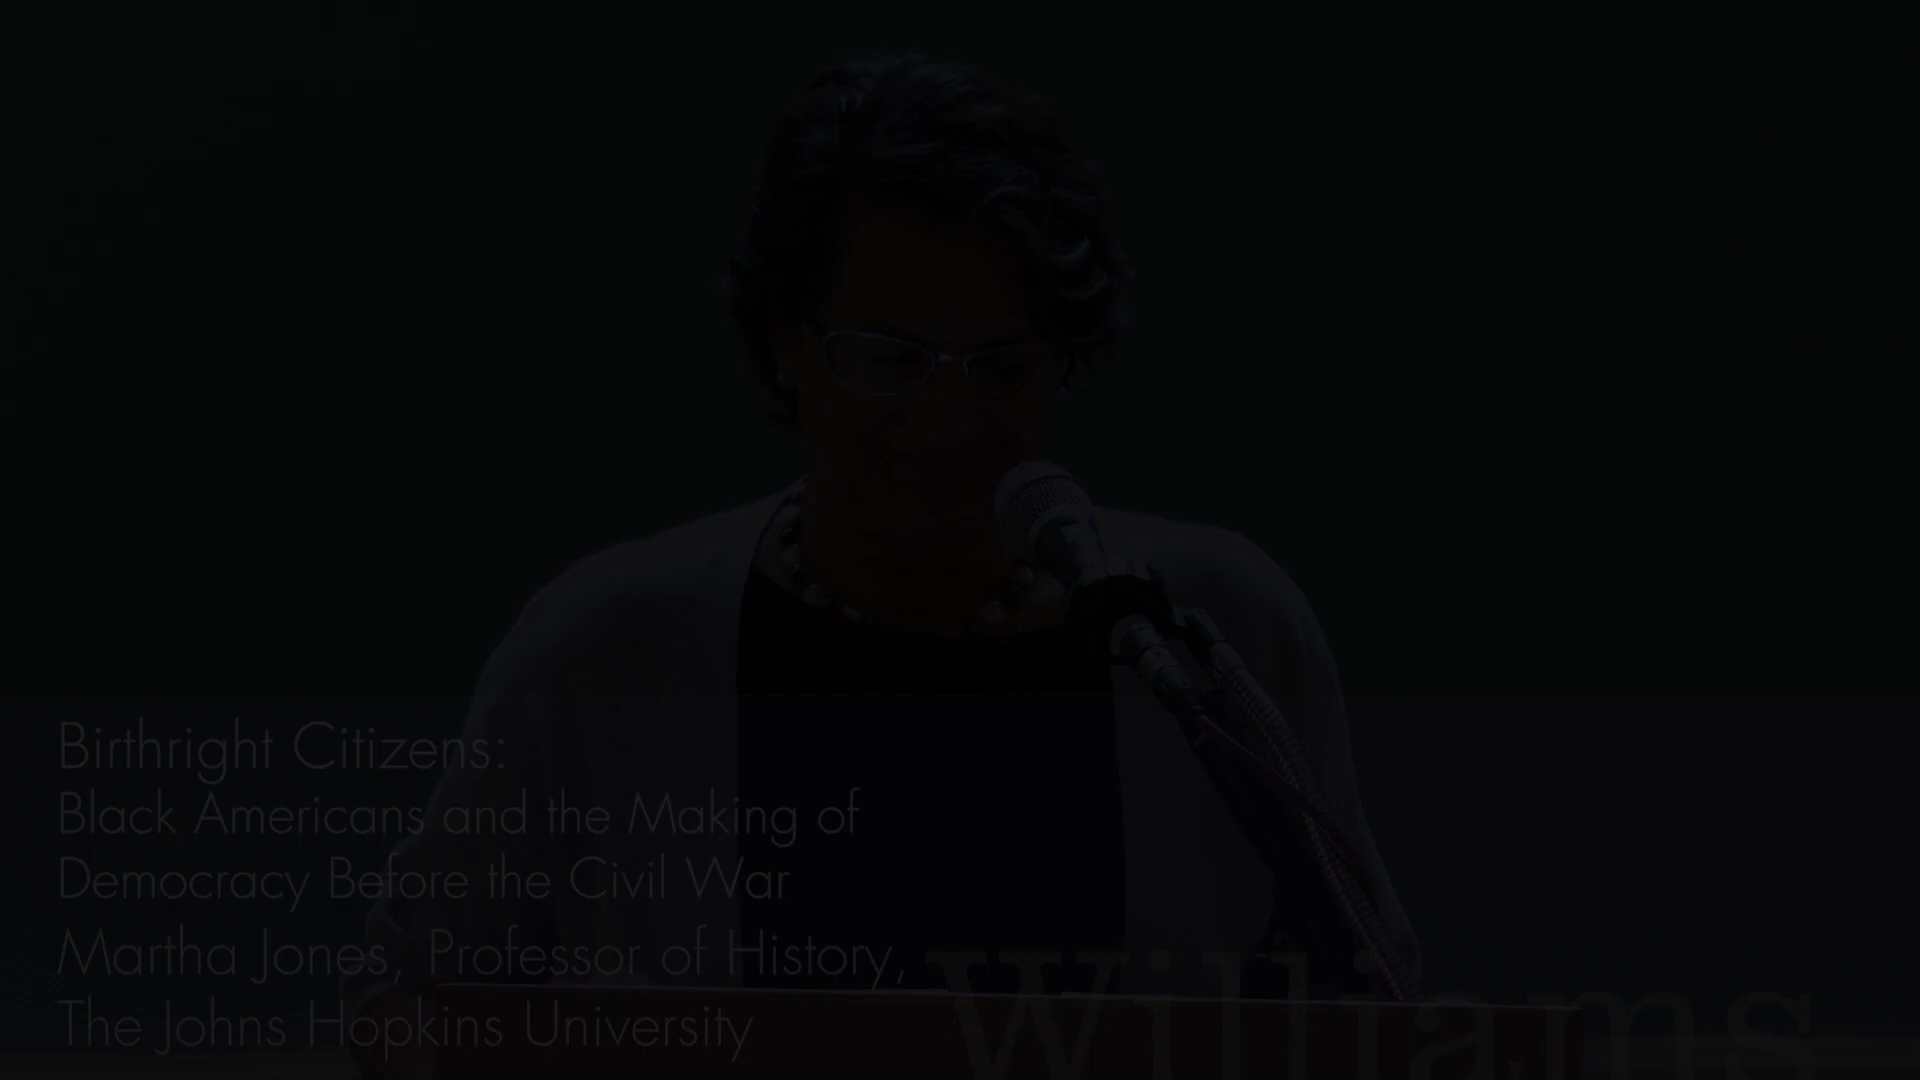 Birthright Citizens:
Black Americans and the Making of
Democracy Before the Civil War
Martha Jones, Professor of History,
The Johns Hopkins University
Williams